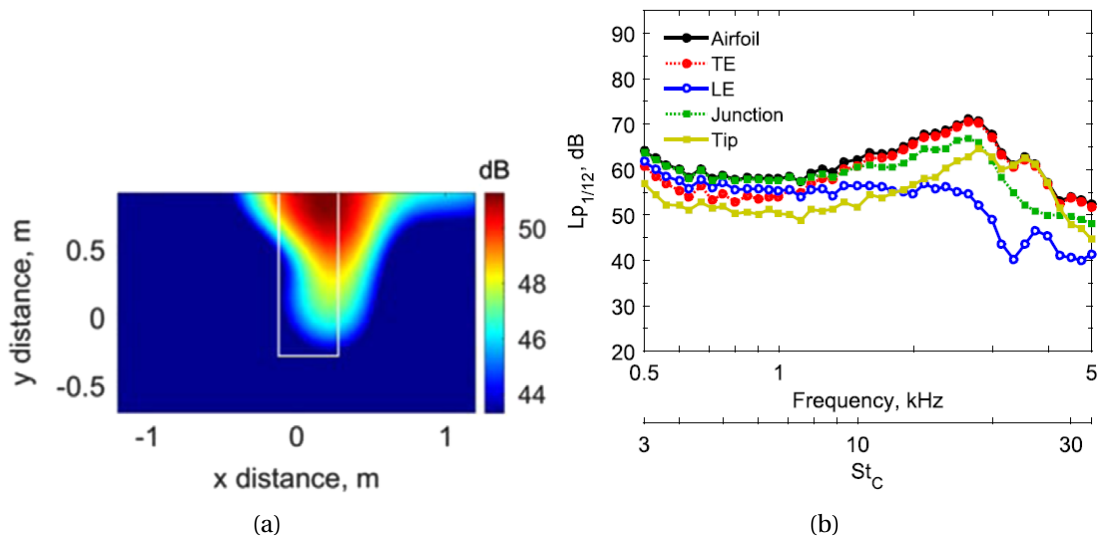 dB
50
48
46
44
y distance, m
0.5
0
-0.5
-1
0
1
x distance, m
(a)
Lp1/12, dB
90
80
70
60
50
40
30
20
Airfoil
TE
LE
Junction
Tip
0.5
1
5
Frequency, kHz
3
10
30
StC
(b)